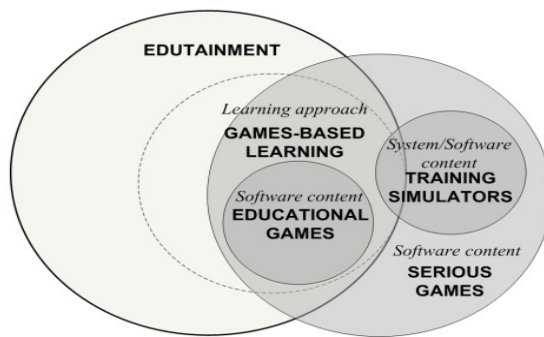 EDUTAINMENT
Learning approach
GAMES-BASED
LEARNING
Software content
EDUCATIONAL
GAMES
System/Software
content
TRAINING
SIMULATORS
Software content
SERIOUS
GAMES